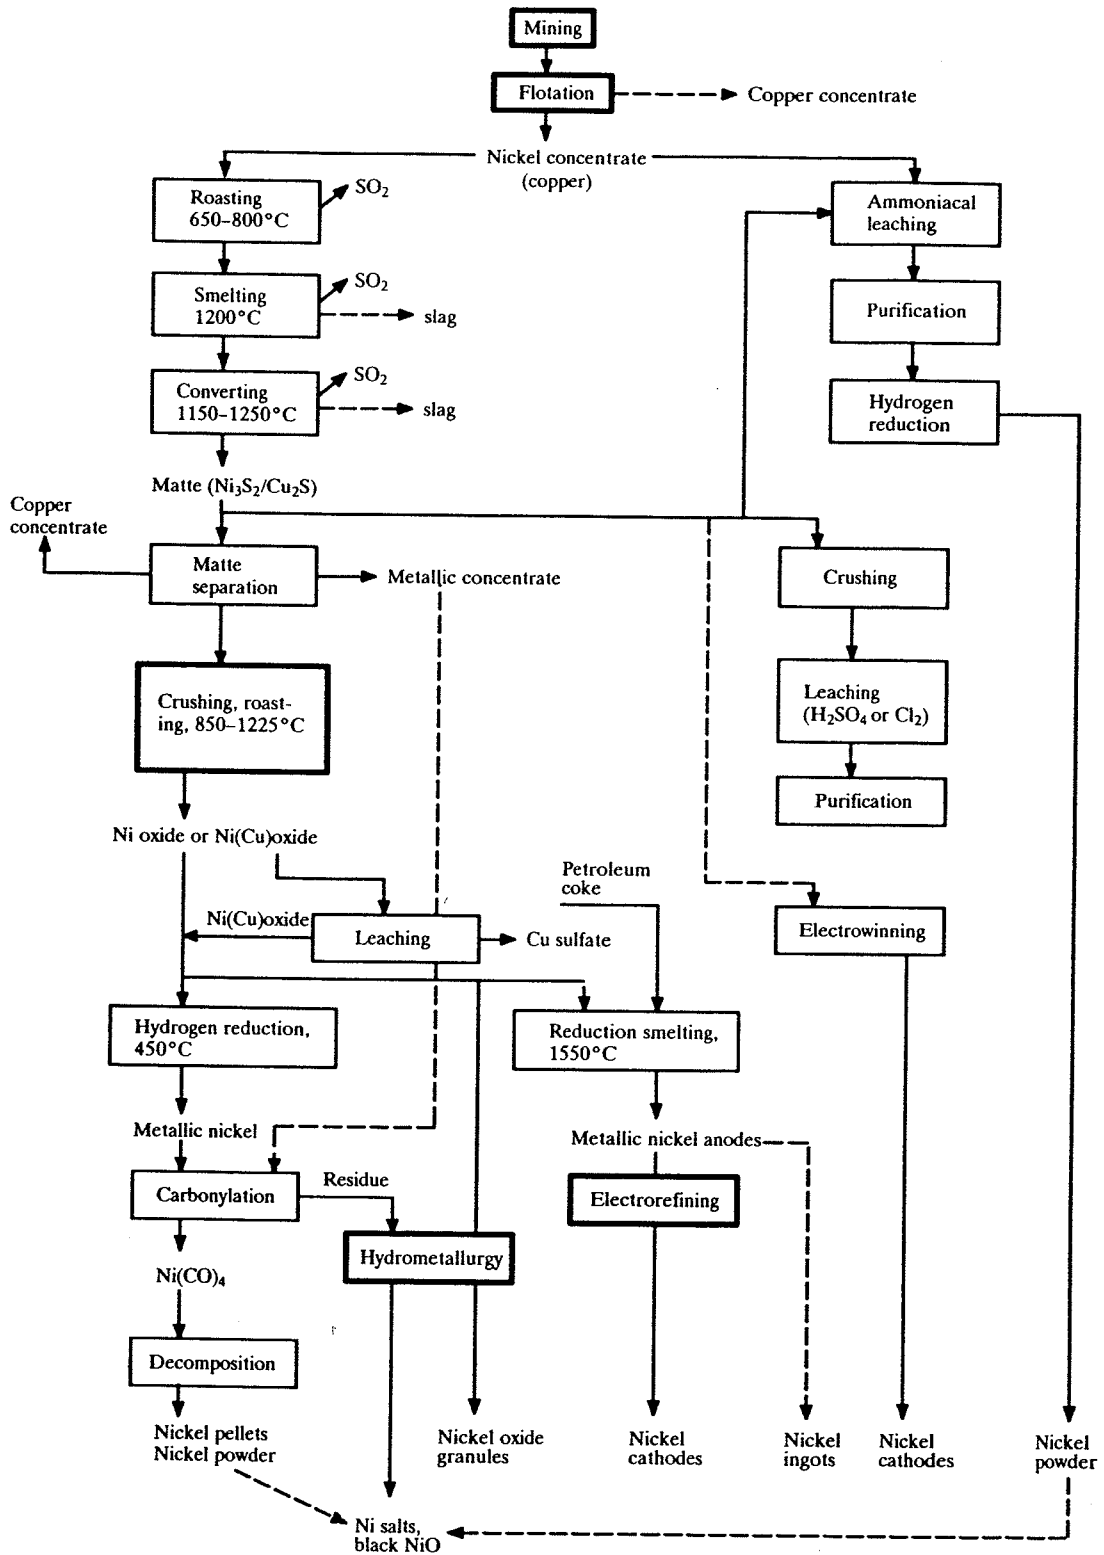 Mining
Flotation
Copper concentrate
Nickel concentrate
(copper)
Roasting
650–800°C
SO₂
Ammoniacal
leaching
Smelting
1200°C
SO₂
slag
Purification
Converting
1150–1250°C
SO₂
slag
Hydrogen
reduction
Matte (Ni₃S₂/Cu₂S)
Copper
concentrate
Matte
separation
Metallic concentrate
Crushing
Crushing, roast-
ing, 850–1225°C
Leaching
(H₂SO₄ or Cl₂)
Purification
Ni oxide or Ni(Cu)oxide
Petroleum
coke
Ni(Cu)oxide
Leaching
Cu sulfate
Electrowinning
Hydrogen reduction,
450°C
Reduction smelting,
1550°C
Metallic nickel
Metallic nickel anodes
Carbonylation
Residue
Electrorefining
Hydrometallurgy
Ni(CO)₄
Decomposition
Nickel pellets
Nickel powder
Nickel oxide
granules
Nickel
cathodes
Nickel
ingots
Nickel
cathodes
Nickel
powder
Ni salts,
black NiO